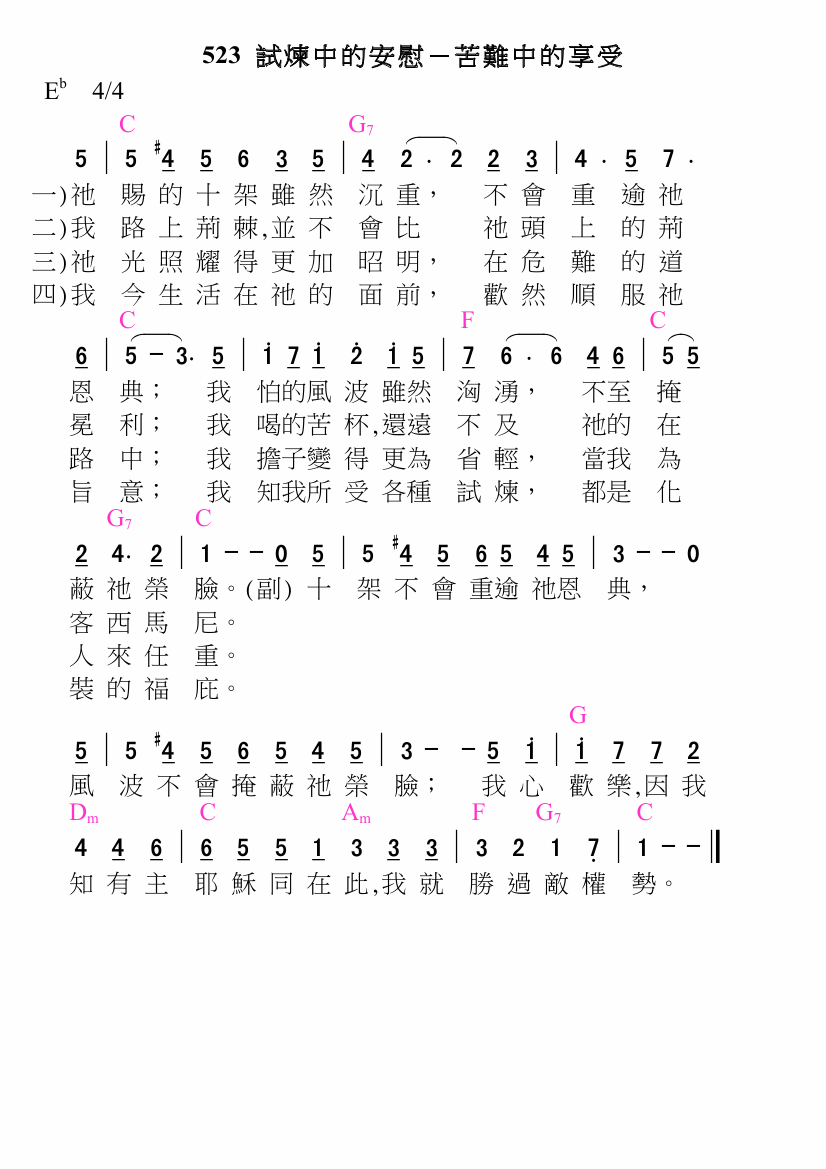 523 試煉中的安慰－苦難中的享受
E♭ 4/4
C G7
5 | 5 #4 5 6 3 5 | 4 2 . 2 2 3 | 4 . 5 7 .
一)祂 賜的十架雖然 沉重， 不會 重 逾祂
二)我 路上荊棘,並不 會比 祂頭 上 的荊
三)祂 光照耀得更加 昭明， 在危 難 的道
四)我 今生活在祂的 面前， 歡然 順 服祂
C F C
6 | 5 － 3. 5 | i 7 i 2 i 5 | 7 6 . 6 4 6 | 5 5
恩 典； 我 怕的風波雖然 洶湧， 不至 掩
冕 利； 我 喝的苦杯,還遠 不及 祂的 在
路 中； 我 擔子變得更為 省輕， 當我 為
旨 意； 我 知我所受各種 試煉， 都是 化
G7 C
2 4. 2 | 1 － － 0 5 | 5 #4 5 6 5 4 5 | 3 － － 0
蔽祂榮 臉。(副) 十 架不會重逾祂恩 典，
客西馬 尼。
人來任 重。
裝的福 庇。
G
5 | 5 #4 5 6 5 4 5 | 3 － － 5 i | i 7 7 2
風 波不會掩蔽祂榮 臉； 我心 歡樂,因我
Dm C Am F G7 C
4 4 6 | 6 5 5 1 3 3 3 | 3 2 1 7 | 1 － － ‖
知有主 耶穌同在此,我就 勝過敵權 勢。